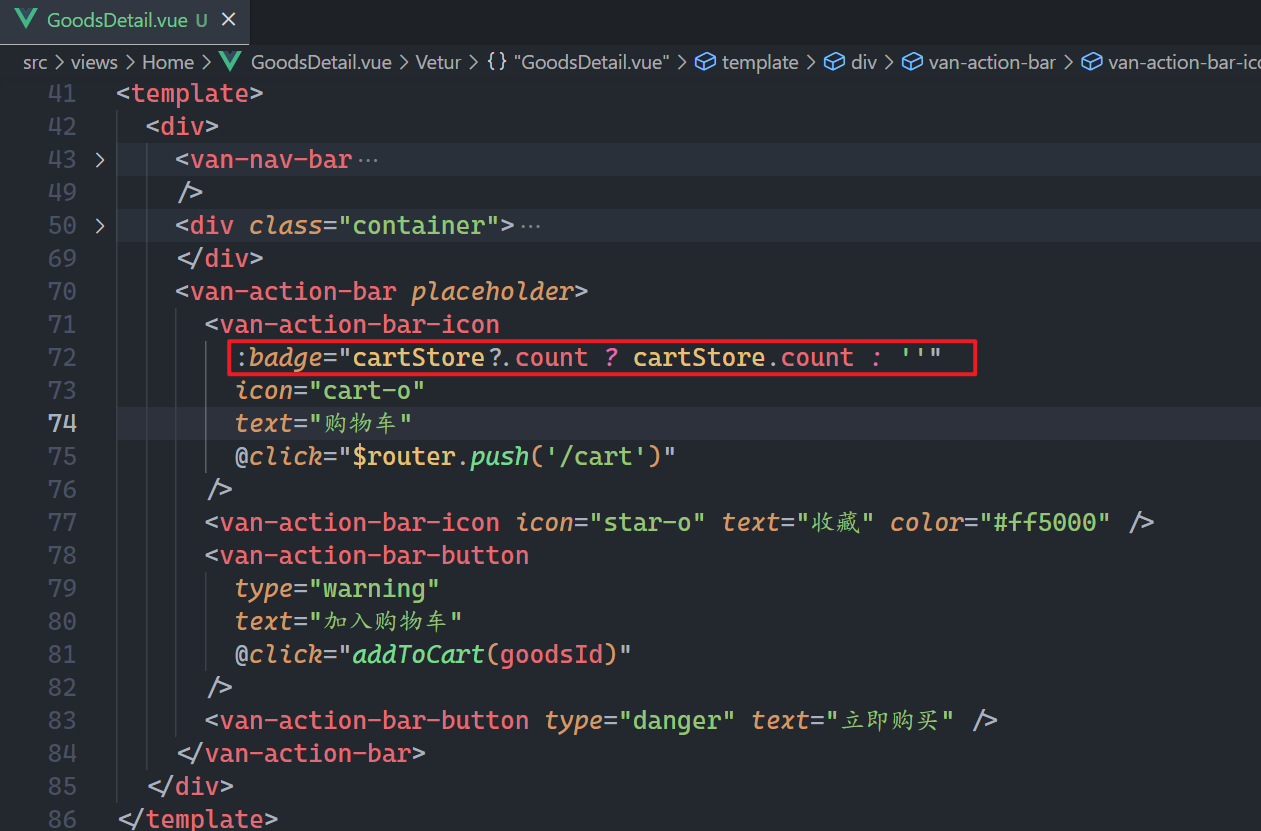 GoodsDetail.vue U ×
src > views > Home > GoodsDetail.vue > Vetur > {} "GoodsDetail.vue" > template > div > van-action-bar > van-action-bar-ico
41 <template>
42 <div>
43 > <van-nav-bar ···
49 />
50 > <div class="container"> ···
69 </div>
70 <van-action-bar placeholder>
71 <van-action-bar-icon
72 :badge="cartStore?.count ? cartStore.count : ''"
73 icon="cart-o"
74 text="购物车"
75 @click="$router.push('/cart')"
76 />
77 <van-action-bar-icon icon="star-o" text="收藏" color="#ff5000" />
78 <van-action-bar-button
79 type="warning"
80 text="加入购物车"
81 @click="addToCart(goodsId)"
82 />
83 <van-action-bar-button type="danger" text="立即购买" />
84 </van-action-bar>
85 </div>
86 </template>